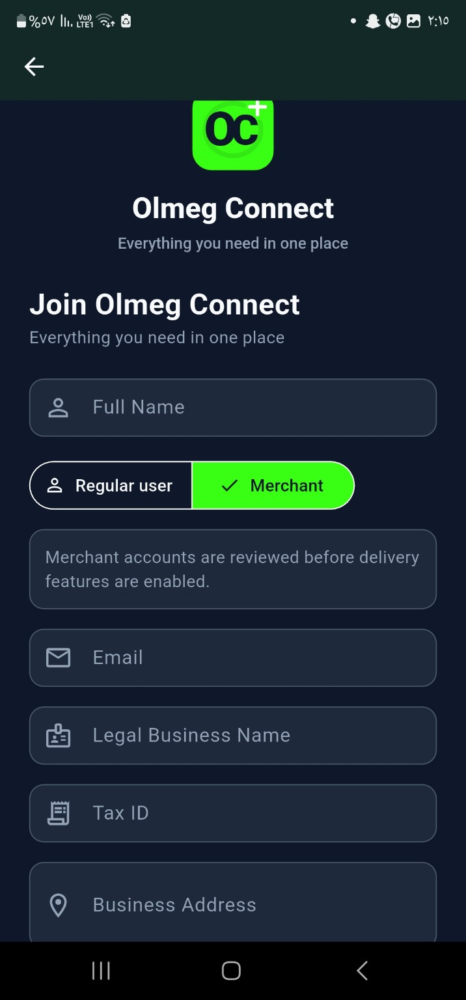 %٥٧ Vo)) LTE1 ٢:١٥
OC+
Olmeg Connect
Everything you need in one place
Join Olmeg Connect
Everything you need in one place
Full Name
Regular user Merchant
Merchant accounts are reviewed before delivery
features are enabled.
Email
Legal Business Name
Tax ID
Business Address